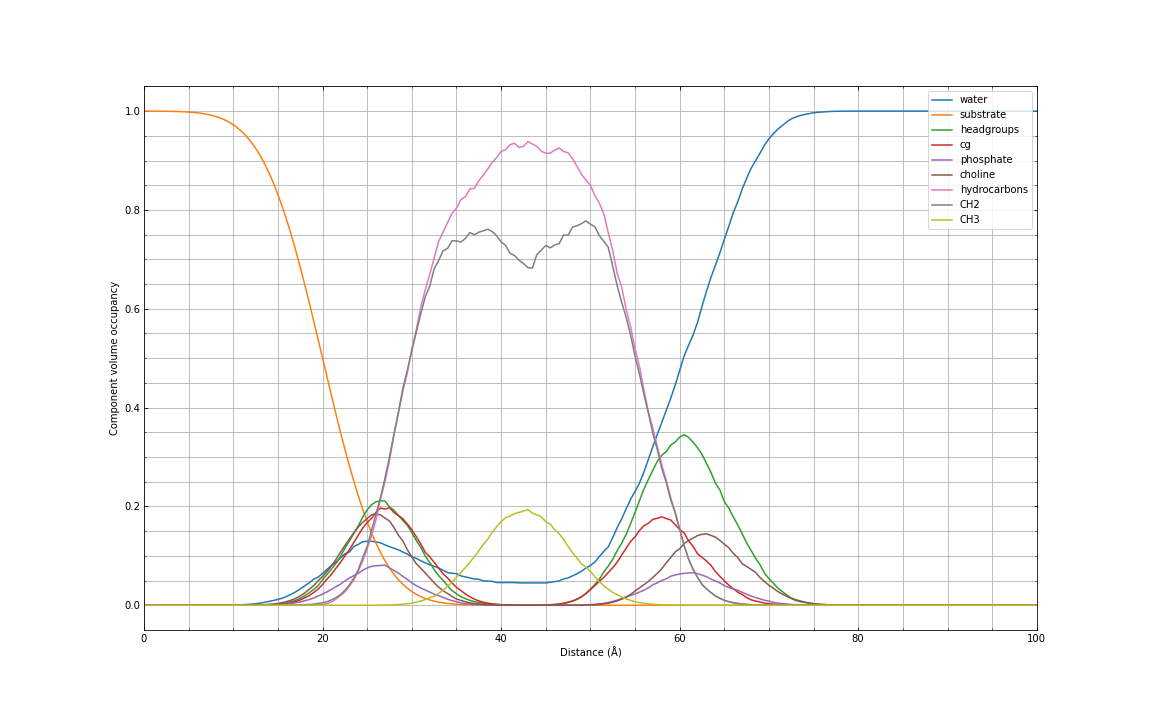 1.0
0.8
0.6
0.4
0.2
0.0
Component volume occupancy
0 20 40 60 80 100
Distance (Å)
water
substrate
headgroups
cg
phosphate
choline
hydrocarbons
CH2
CH3